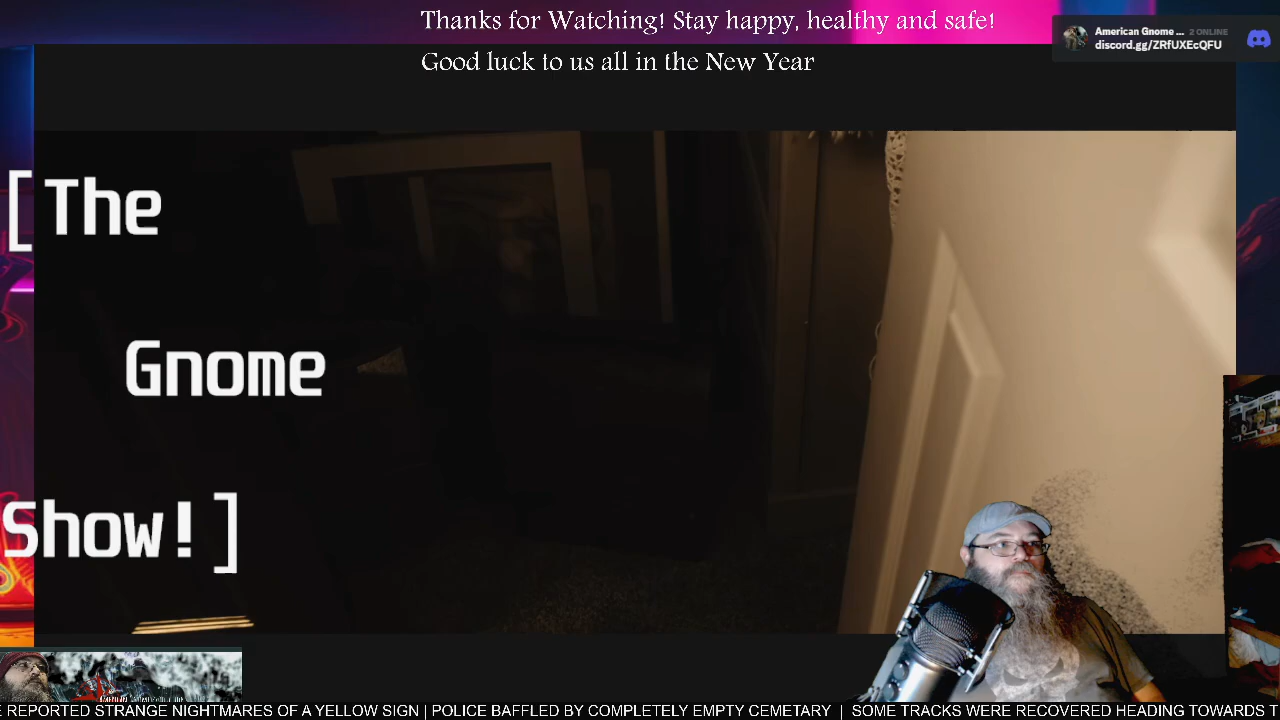 Thanks for Watching! Stay happy, healthy and safe!
Good luck to us all in the New Year
American Gnome ... 2 ONLINE
discord.gg/ZRfUXEcQFU
[The
Gnome
Show!]
REPORTED STRANGE NIGHTMARES OF A YELLOW SIGN | POLICE BAFFLED BY COMPLETELY EMPTY CEMETARY | SOME TRACKS WERE RECOVERED HEADING TOWARDS T